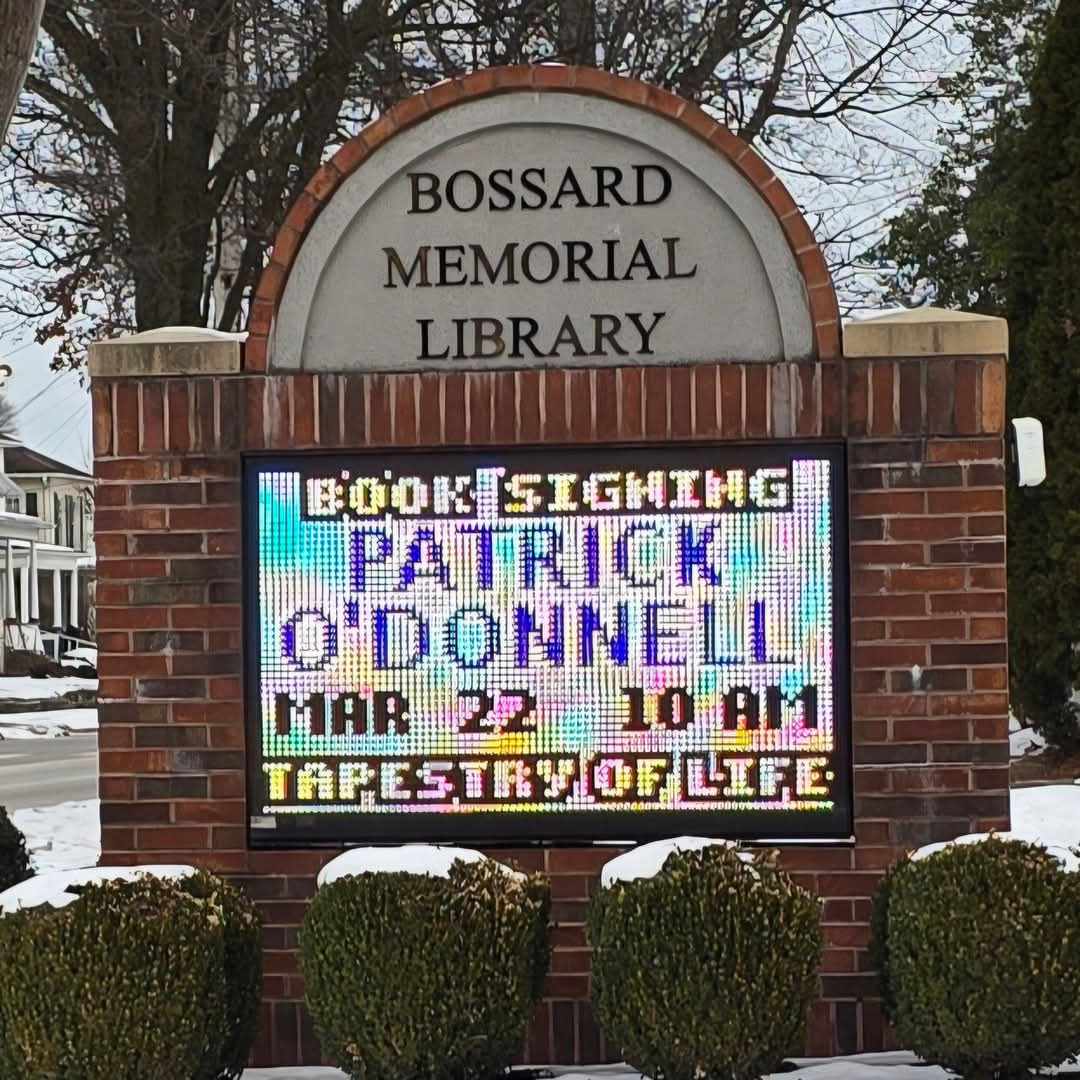 BOSSARD
MEMORIAL
LIBRARY
BOOK SIGNING
PATRICK
O'DONNELL
MAR 22 10 AM
TAPESTRY OF LIFE